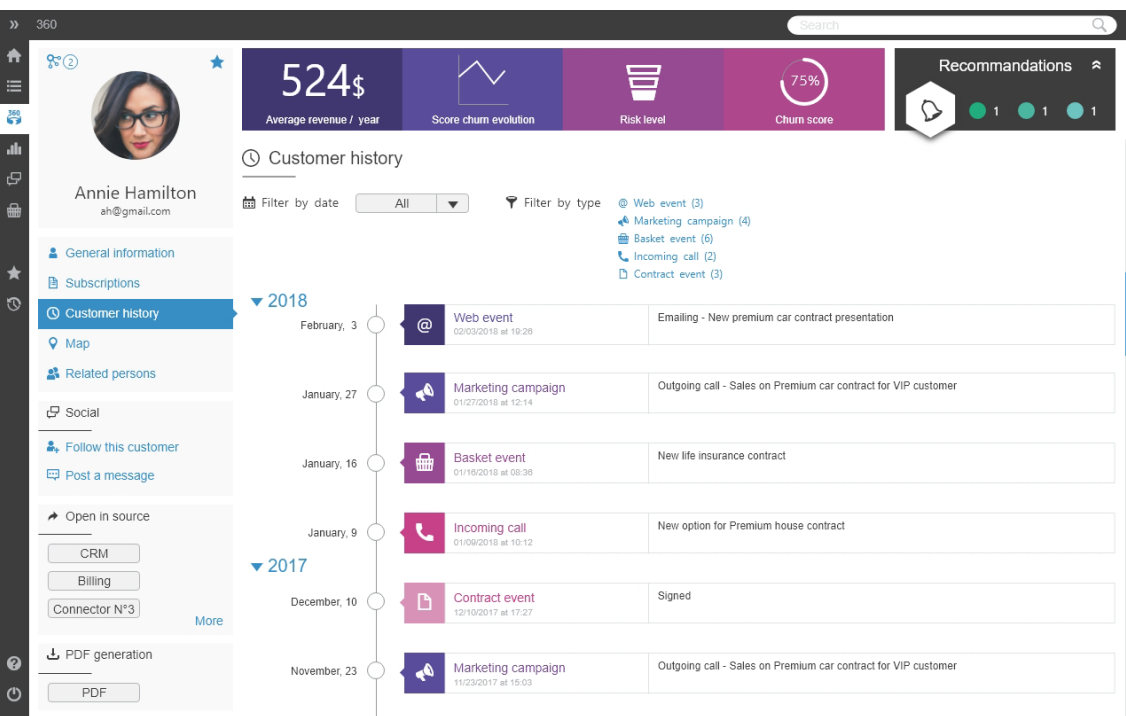 360
Search
2
Annie Hamilton
ah@gmail.com
General information
Subscriptions
Customer history
Map
Related persons
Social
Follow this customer
Post a message
Open in source
CRM
Billing
Connector N°3
More
PDF generation
PDF
360
524$
Average revenue / year
Score churn evolution
Risk level
75%
Churn score
Recommandations
1
1
1
Customer history
Filter by date
All
Filter by type
@ Web event (3)
Marketing campaign (4)
Basket event (6)
Incoming call (2)
Contract event (3)
2018
February, 3
@
Web event
02/03/2018 at 19:26
Emailing - New premium car contract presentation
January, 27
Marketing campaign
01/27/2018 at 12:14
Outgoing call - Sales on Premium car contract for VIP customer
January, 16
Basket event
01/16/2018 at 08:36
New life insurance contract
January, 9
Incoming call
01/09/2018 at 10:12
New option for Premium house contract
2017
December, 10
Contract event
12/10/2017 at 17:27
Signed
November, 23
Marketing campaign
11/23/2017 at 15:03
Outgoing call - Sales on Premium car contract for VIP customer